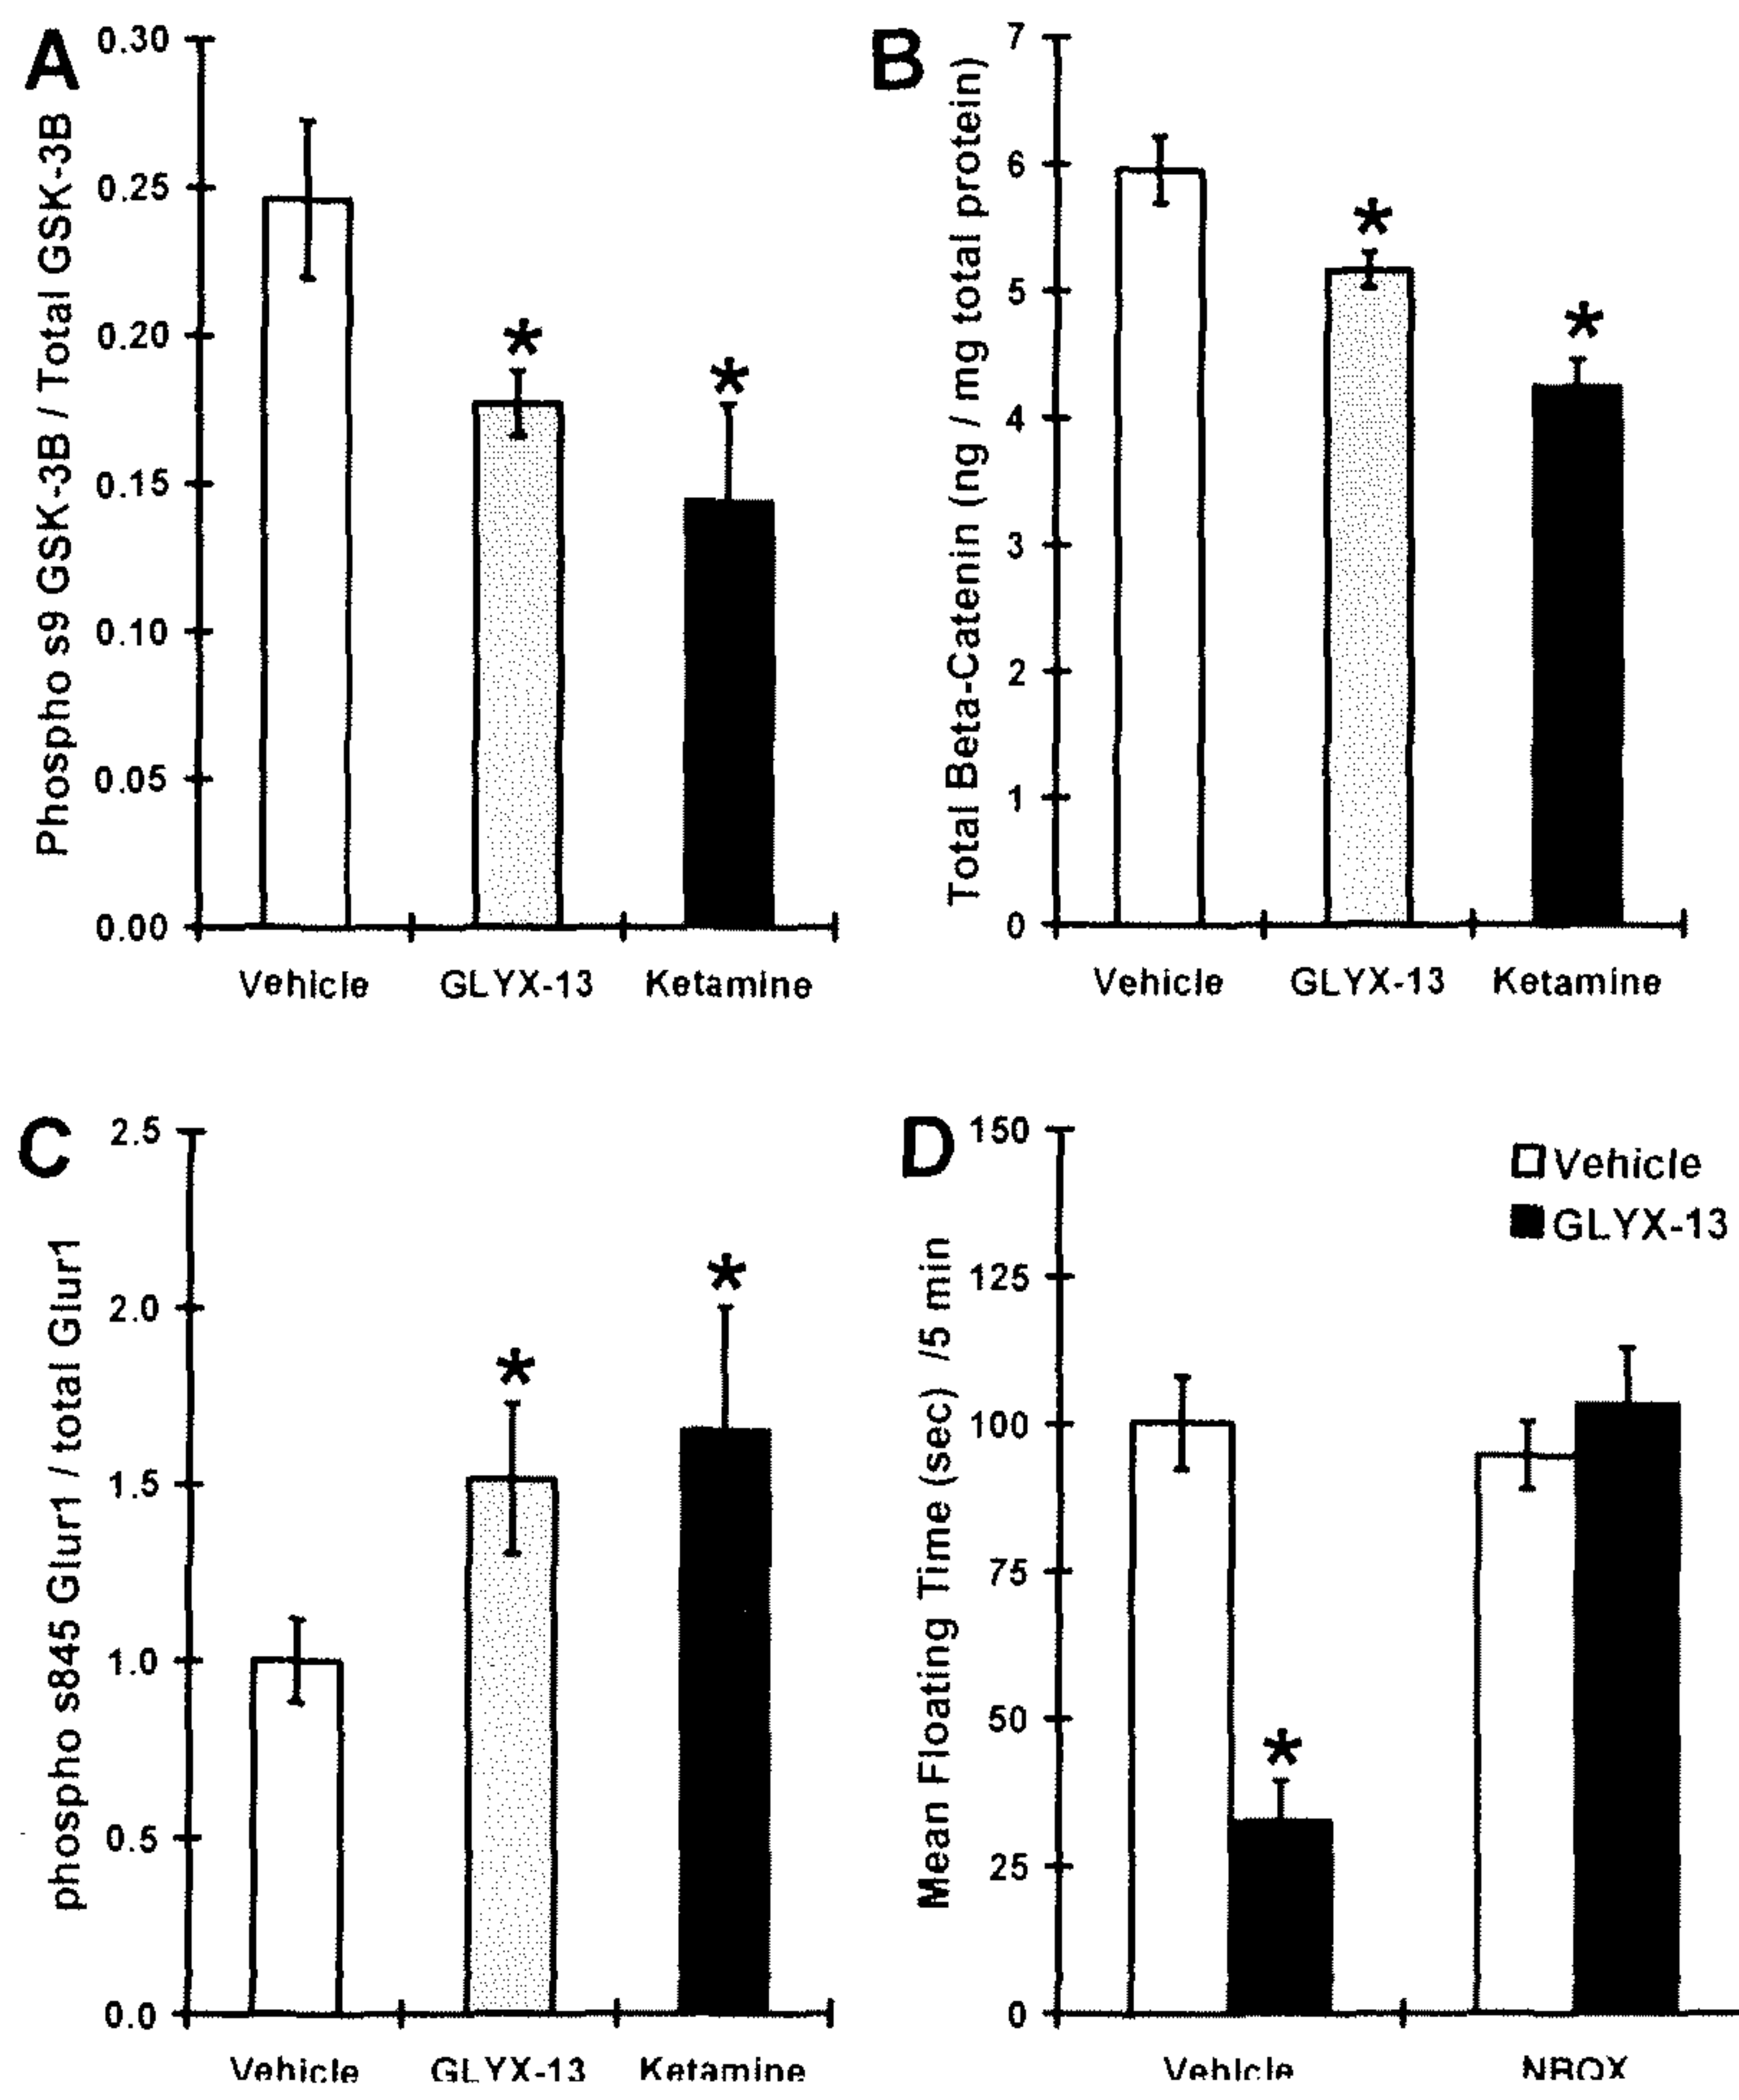 A
Phospho s9 GSK-3B / Total GSK-3B
0.30
0.25
0.20
0.15
0.10
0.05
0.00
*
*
Vehicle GLYX-13 Ketamine
B
Total Beta-Catenin (ng / mg total protein)
7
6
5
4
3
2
1
0
*
*
Vehicle GLYX-13 Ketamine
C
phospho s845 Glur1 / total Glur1
2.5
2.0
1.5
1.0
0.5
0.0
*
*
Vehicle GLYX-13 Ketamine
D
Mean Floating Time (sec) /5 min
150
125
100
75
50
25
0
Vehicle
GLYX-13
*
Vehicle NBQX